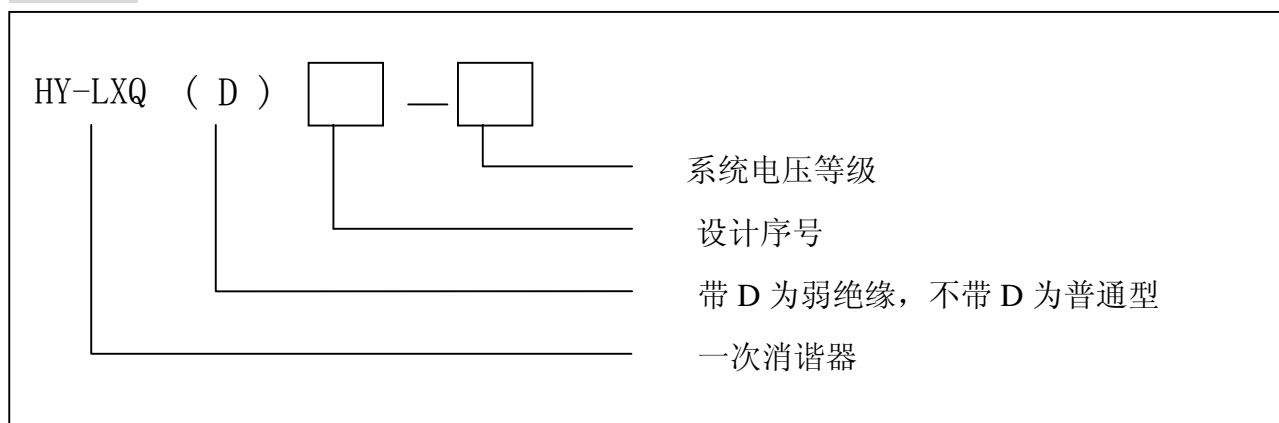 HY-LXQ (D) —
系统电压等级
设计序号
带 D 为弱绝缘，不带 D 为普通型
一次消谐器